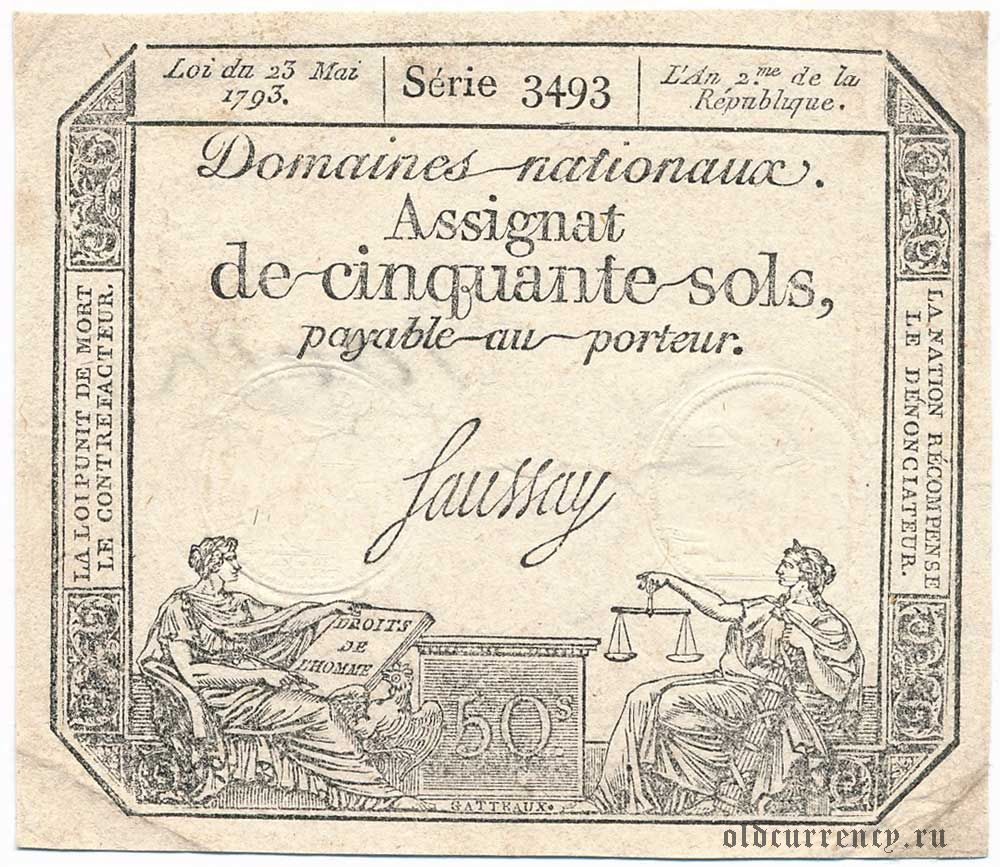 Loi du 23 Mai
1793.
Série 3493
L'An 2.me de la
République.
Domaines nationaux.
Assignat
de cinquante sols,
payable au porteur.
LA LOI PUNIT DE MORT
LE CONTREFACTEUR.
LA NATION RÉCOMPENSE
LE DÉNONCIATEUR.
Saussay
DROITS
DE
L'HOMME
50s
GATTEAUX.
oldcurrency.ru